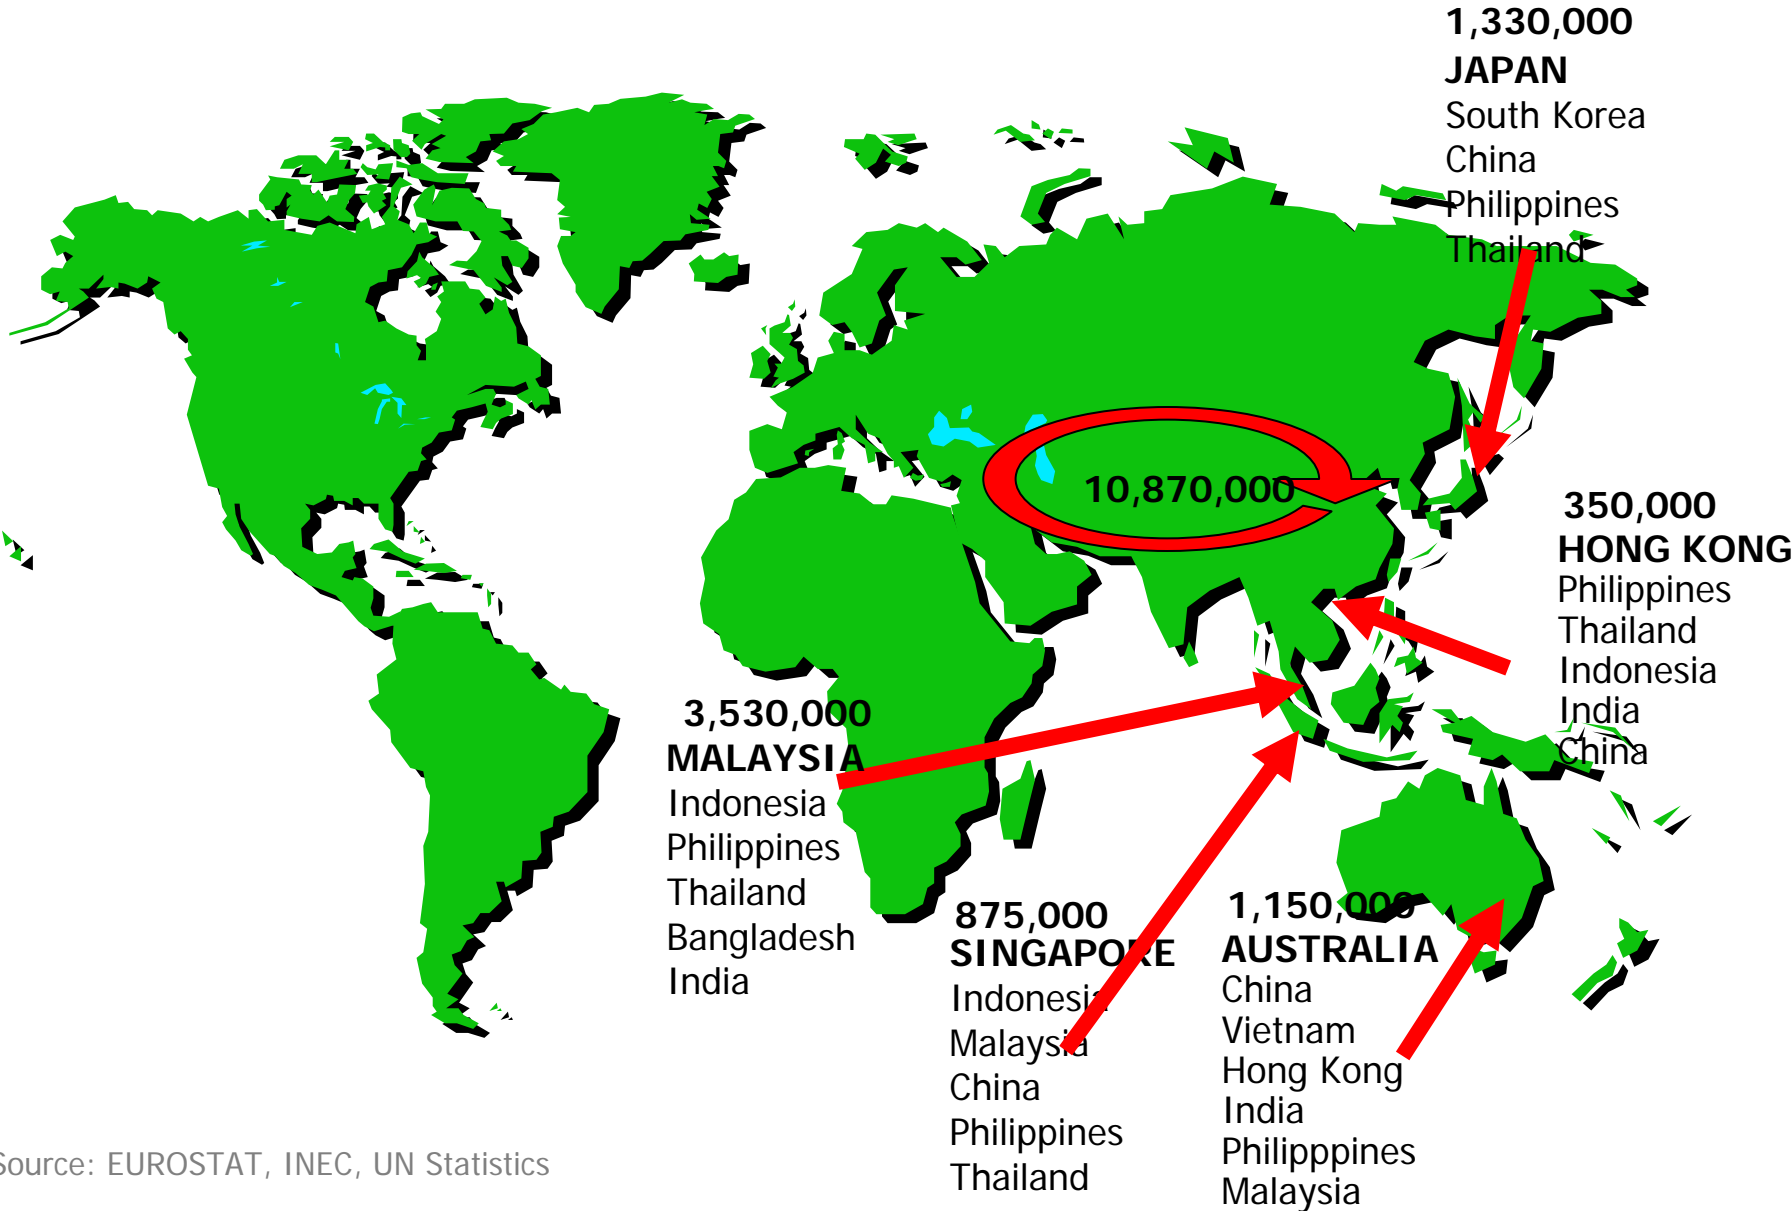 1,330,000
JAPAN
South Korea
China
Philippines
Thailand
10,870,000
350,000
HONG KONG
Philippines
Thailand
Indonesia
India
China
3,530,000
MALAYSIA
Indonesia
Philippines
Thailand
Bangladesh
India
875,000
SINGAPORE
Indonesia
Malaysia
China
Philippines
Thailand
1,150,000
AUSTRALIA
China
Vietnam
Hong Kong
India
Philipppines
Malaysia
Source: EUROSTAT, INEC, UN Statistics